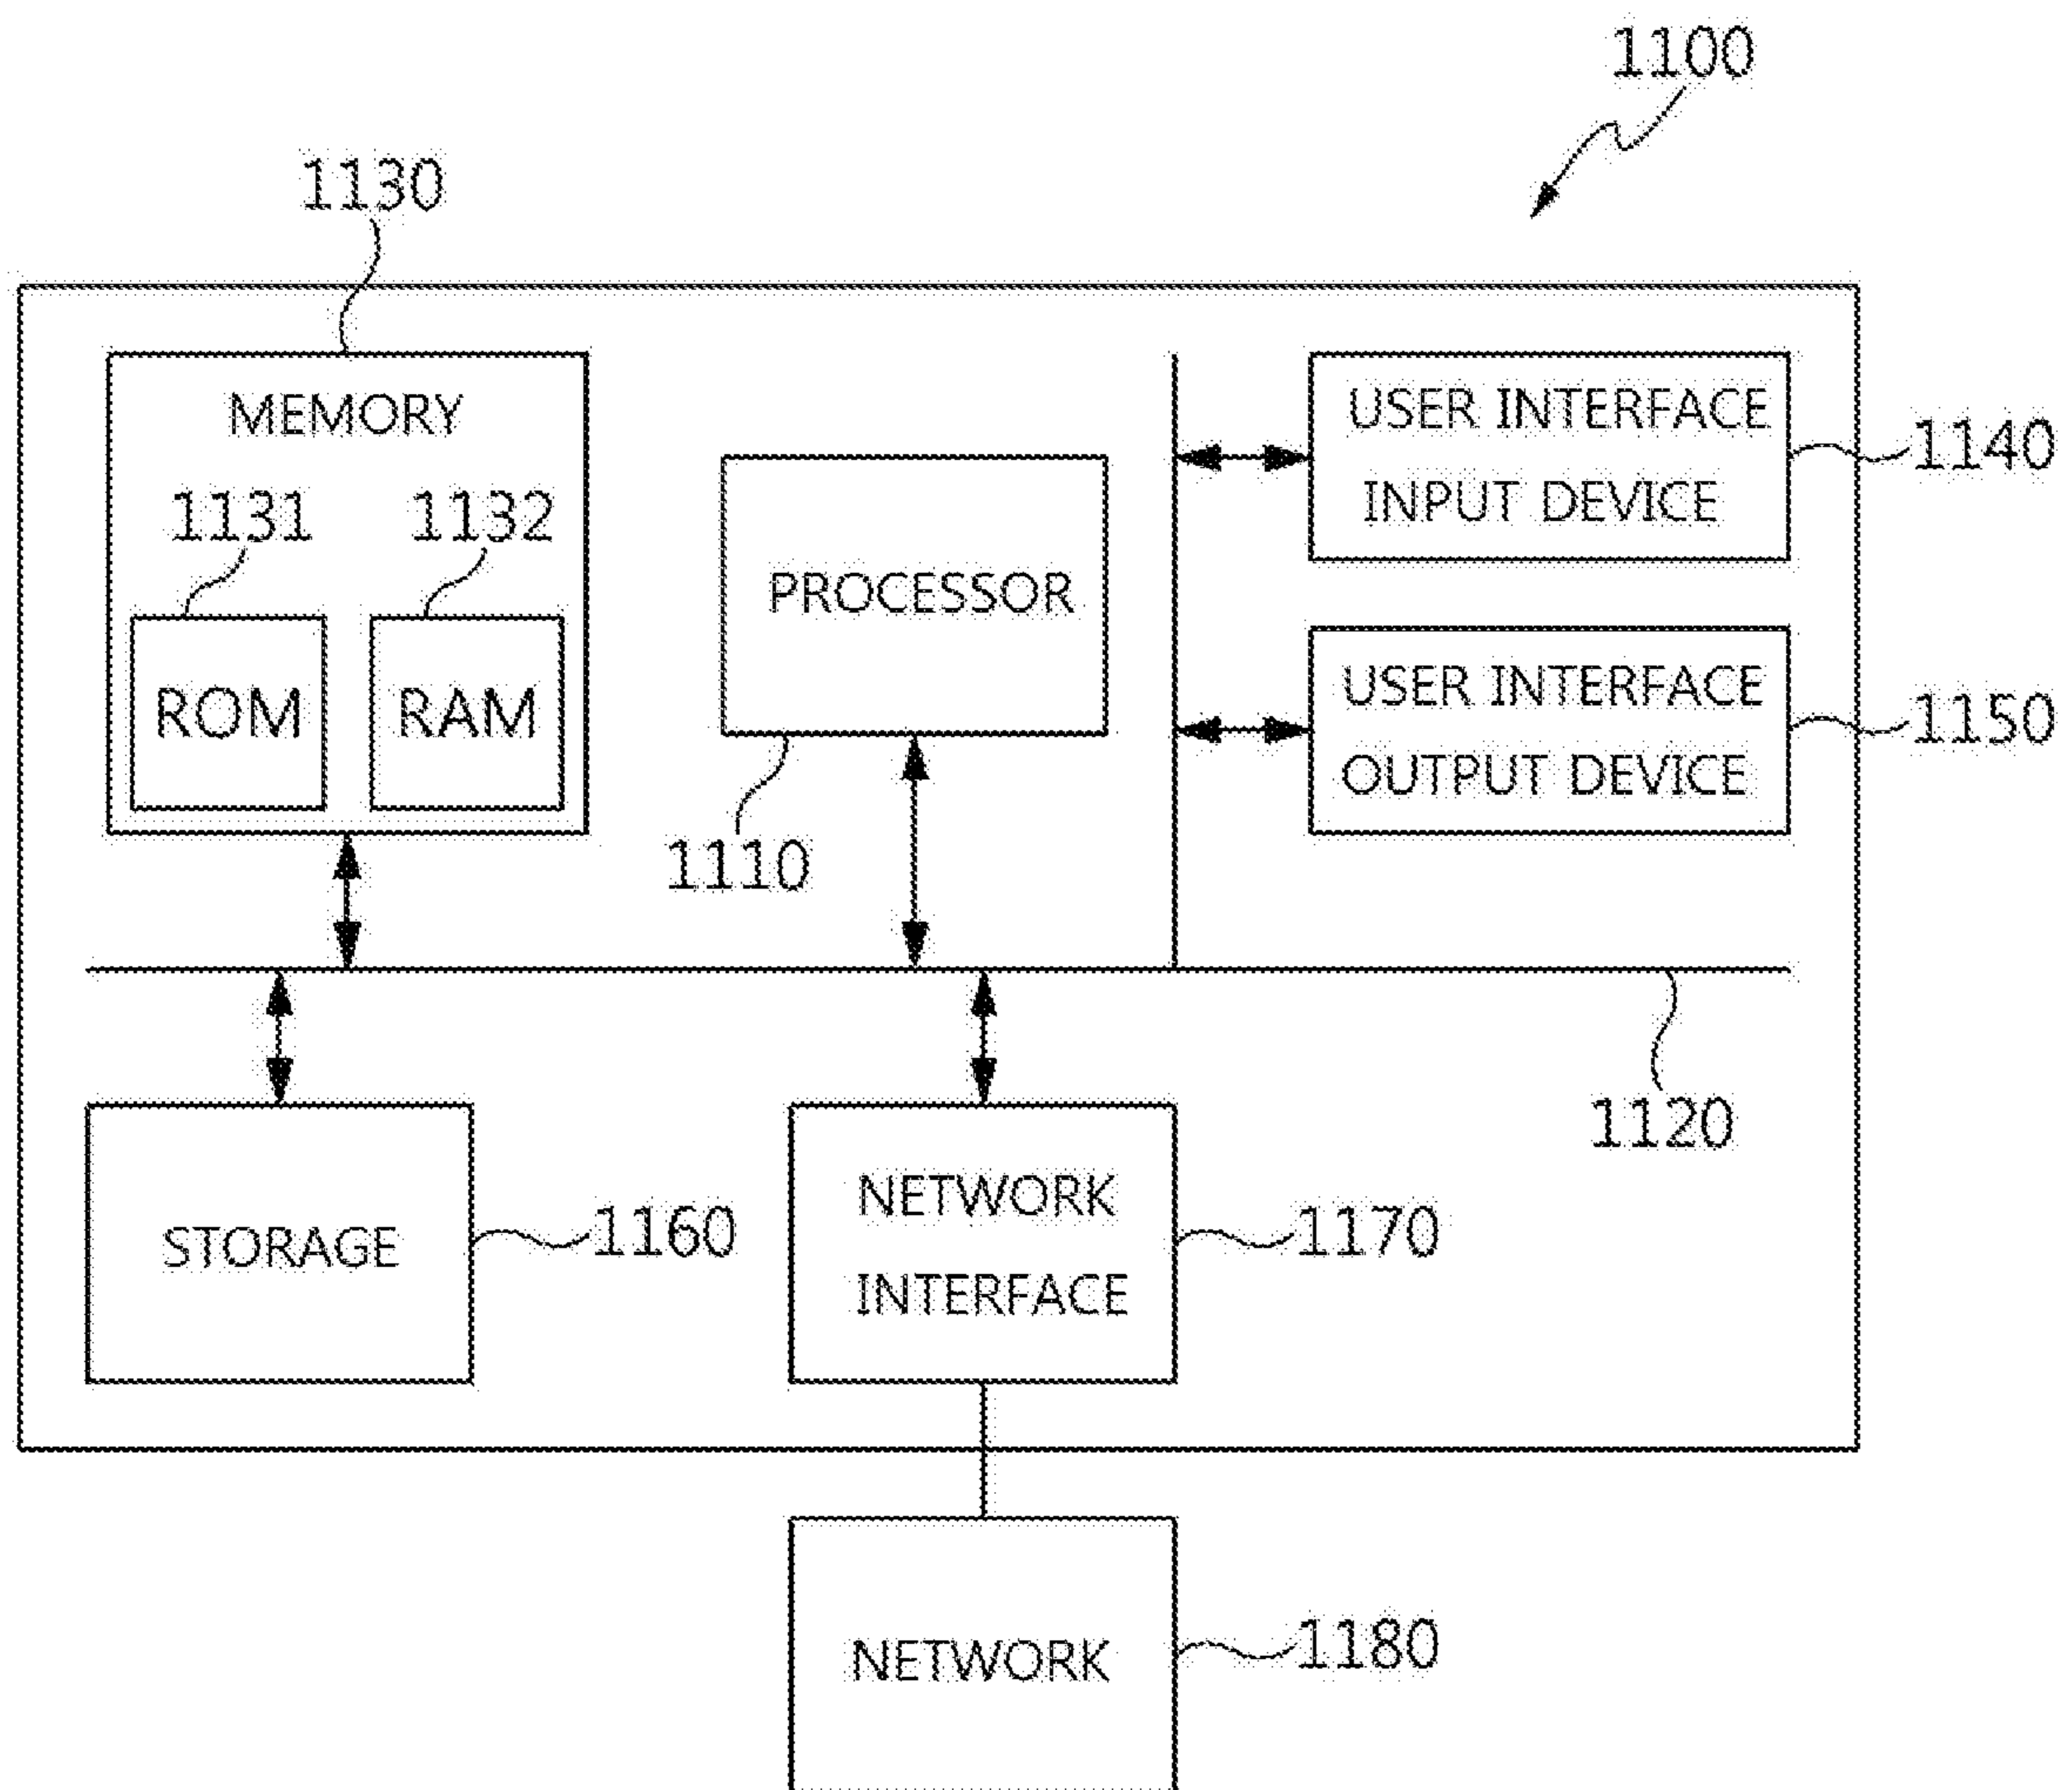 1100
1130
MEMORY
1131
1132
ROM
RAM
PROCESSOR
1110
USER INTERFACE
INPUT DEVICE
1140
USER INTERFACE
OUTPUT DEVICE
1150
1120
STORAGE
1160
NETWORK
INTERFACE
1170
NETWORK
1180